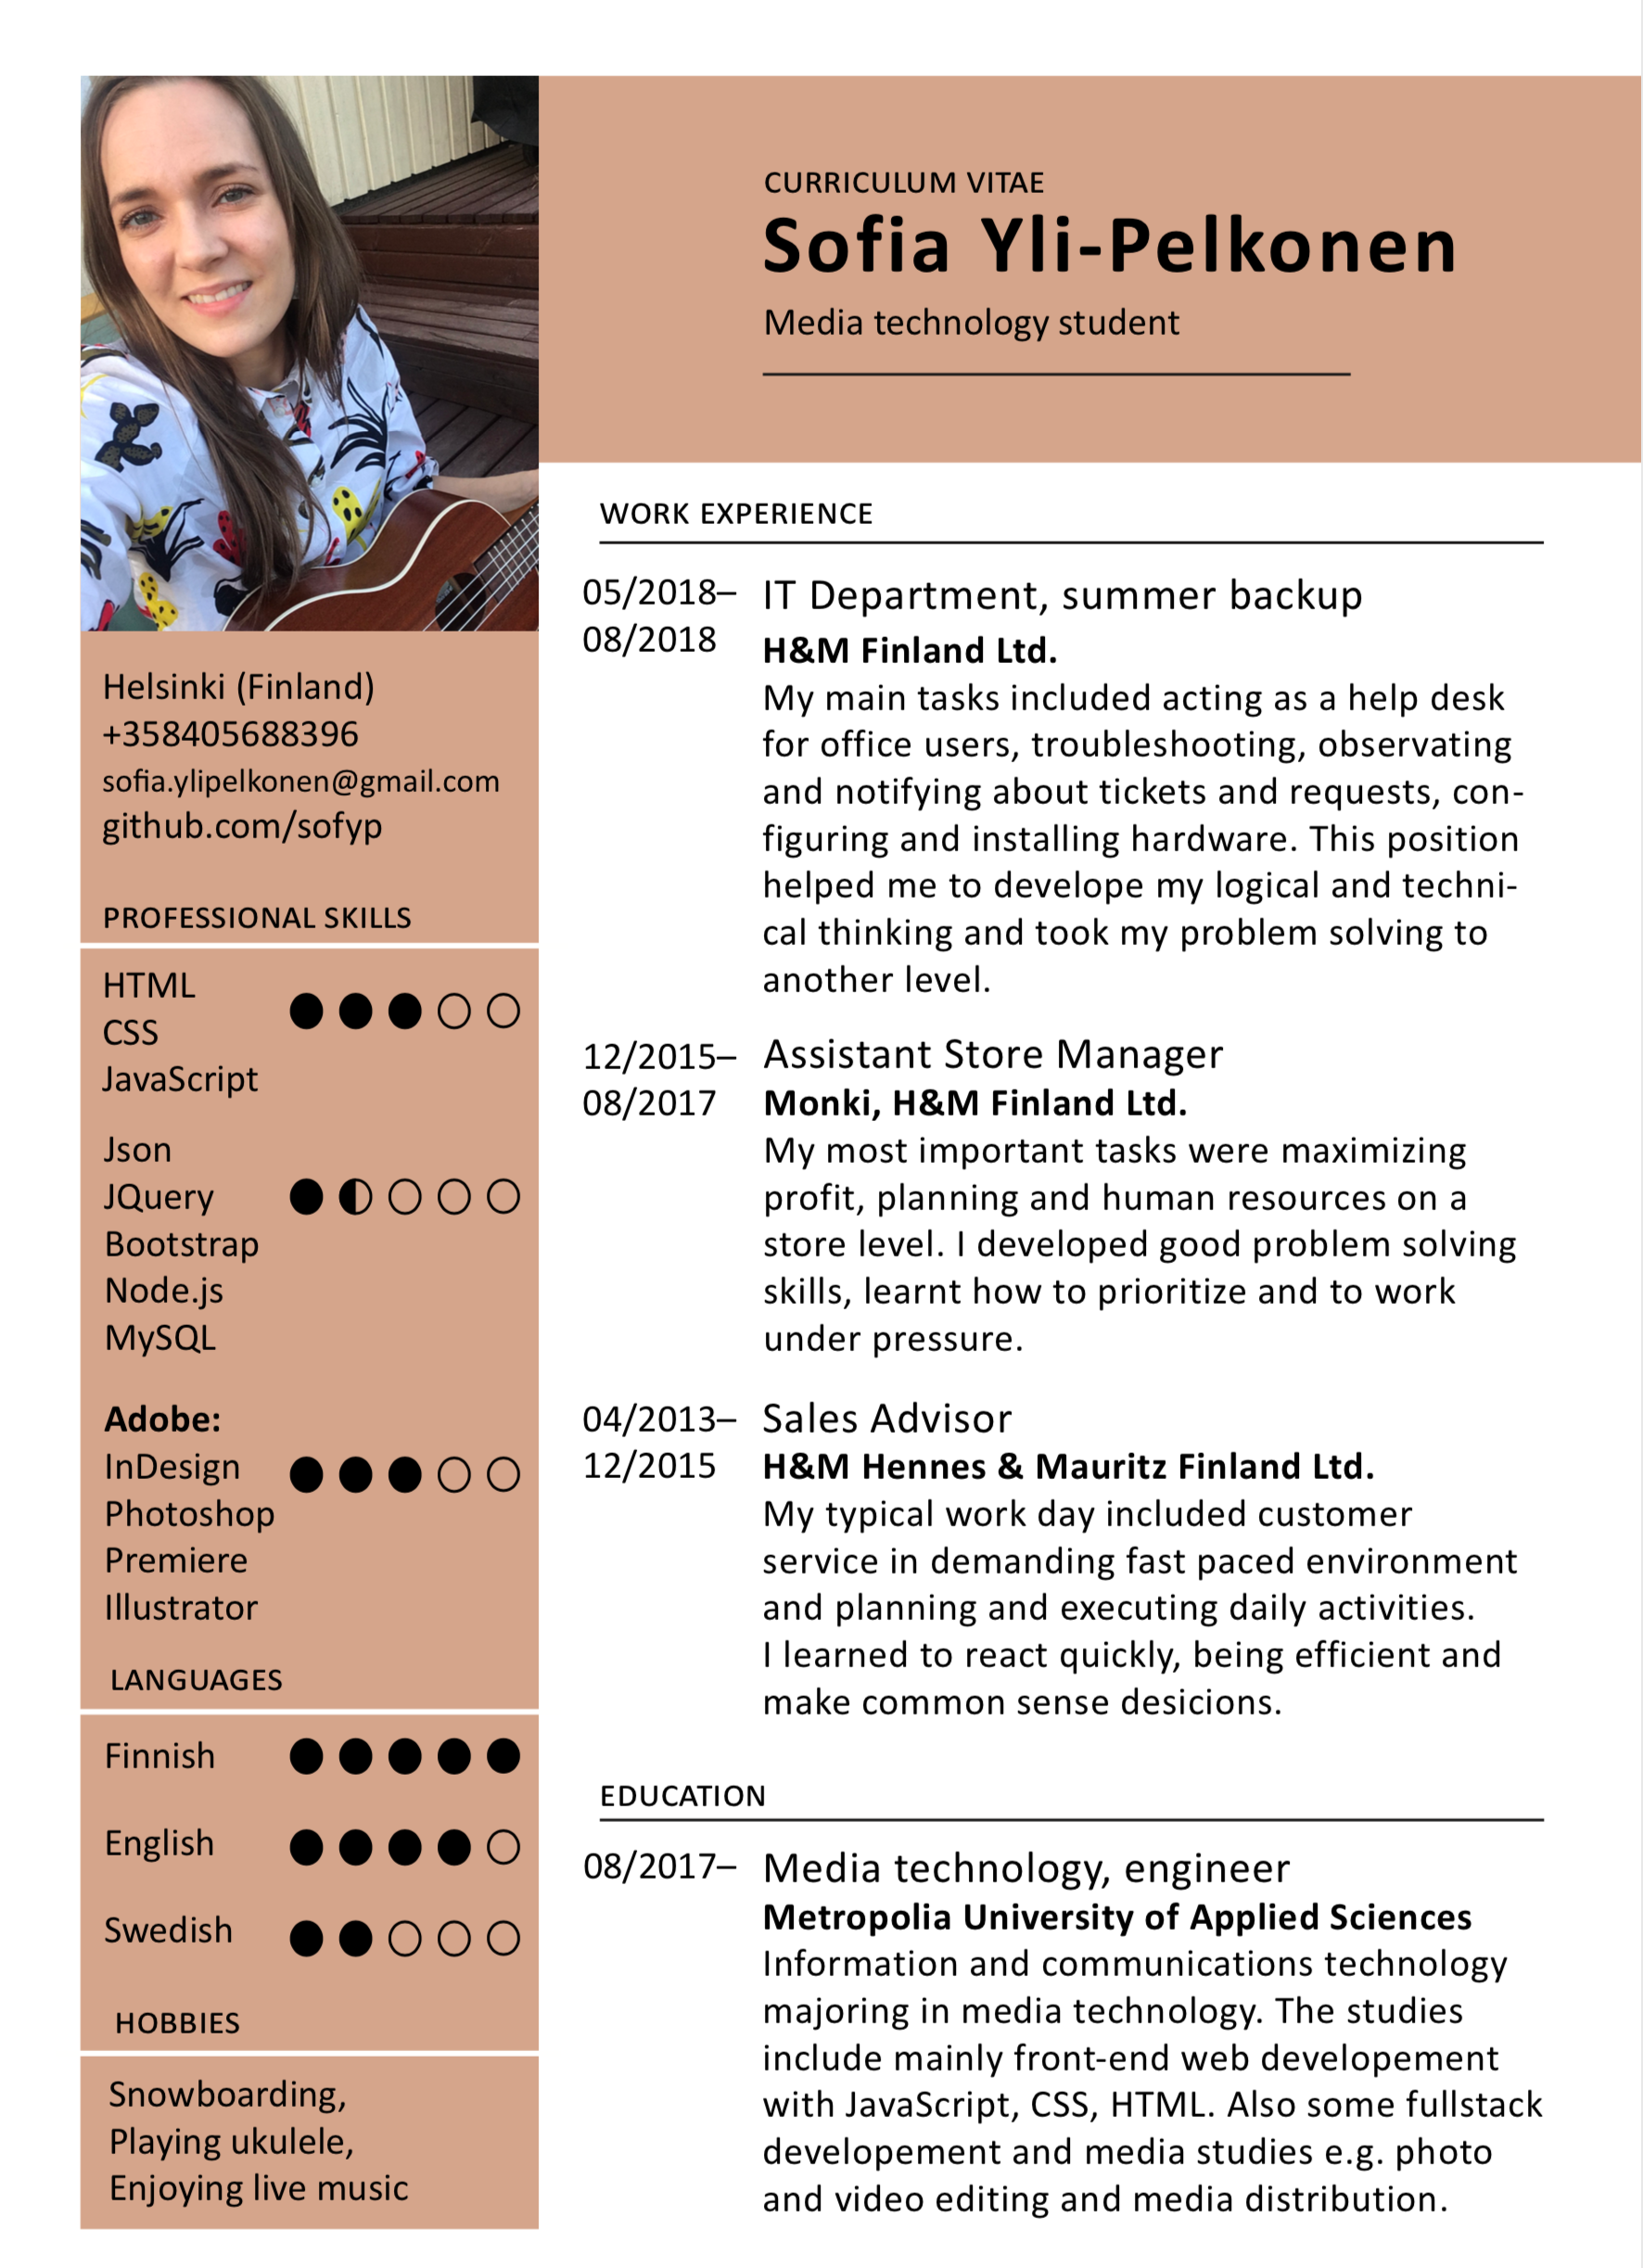 CURRICULUM VITAE
Sofia Yli-Pelkonen
Media technology student
Helsinki (Finland)
+358405688396
sofia.ylipelkonen@gmail.com
github.com/sofyp
PROFESSIONAL SKILLS
HTML
CSS
JavaScript
Json
JQuery
Bootstrap
Node.js
MySQL
Adobe:
InDesign
Photoshop
Premiere
Illustrator
LANGUAGES
Finnish
English
Swedish
HOBBIES
Snowboarding,
Playing ukulele,
Enjoying live music
WORK EXPERIENCE
05/2018– IT Department, summer backup
08/2018 H&M Finland Ltd.
My main tasks included acting as a help desk
for office users, troubleshooting, observating
and notifying about tickets and requests, con-
figuring and installing hardware. This position
helped me to develope my logical and techni-
cal thinking and took my problem solving to
another level.
12/2015– Assistant Store Manager
08/2017 Monki, H&M Finland Ltd.
My most important tasks were maximizing
profit, planning and human resources on a
store level. I developed good problem solving
skills, learnt how to prioritize and to work
under pressure.
04/2013– Sales Advisor
12/2015 H&M Hennes & Mauritz Finland Ltd.
My typical work day included customer
service in demanding fast paced environment
and planning and executing daily activities.
I learned to react quickly, being efficient and
make common sense desicions.
EDUCATION
08/2017– Media technology, engineer
Metropolia University of Applied Sciences
Information and communications technology
majoring in media technology. The studies
include mainly front-end web developement
with JavaScript, CSS, HTML. Also some fullstack
developement and media studies e.g. photo
and video editing and media distribution.